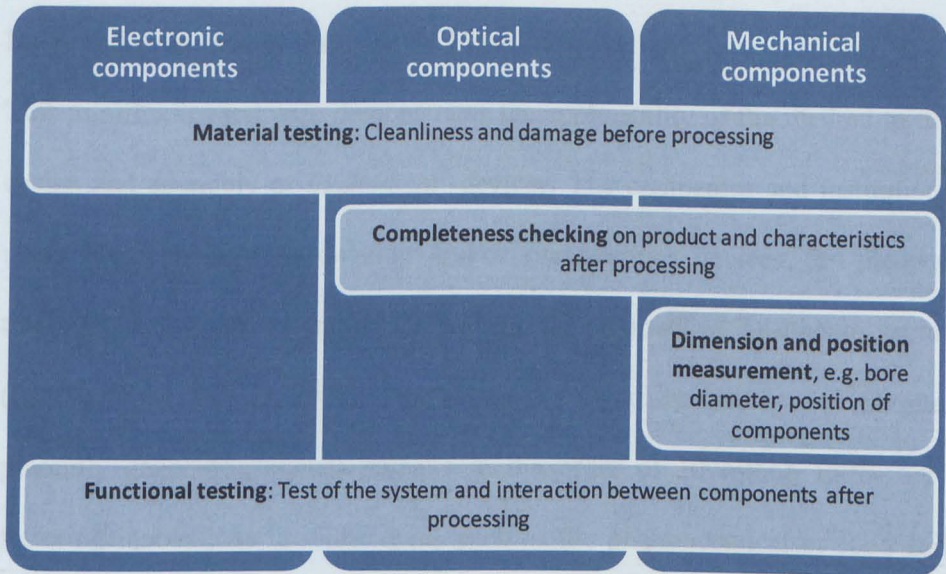 Electronic
components
Optical
components
Mechanical
components
Material testing: Cleanliness and damage before processing
Completeness checking on product and characteristics
after processing
Dimension and position
measurement, e.g. bore
diameter, position of
components
Functional testing: Test of the system and interaction between components after
processing